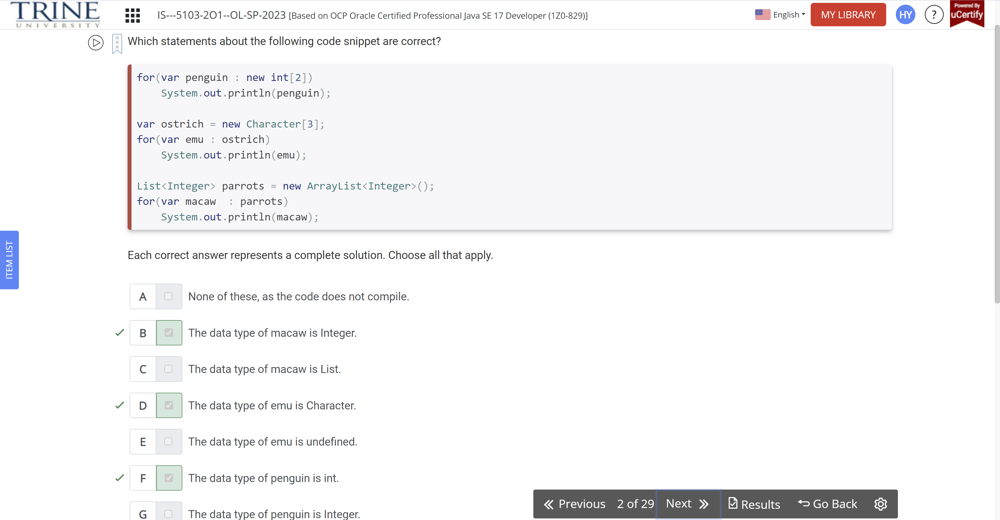 TRINE
UNIVERSITY
IS---5103-2O1--OL-SP-2023 [Based on OCP Oracle Certified Professional Java SE 17 Developer (1Z0-829)]
English
MY LIBRARY
HY
?
Powered By
uCertify
Which statements about the following code snippet are correct?
for(var penguin : new int[2])
    System.out.println(penguin);
var ostrich = new Character[3];
for(var emu : ostrich)
    System.out.println(emu);
List<Integer> parrots = new ArrayList<Integer>();
for(var macaw  : parrots)
    System.out.println(macaw);
ITEM LIST
Each correct answer represents a complete solution. Choose all that apply.
A None of these, as the code does not compile.
B The data type of macaw is Integer.
C The data type of macaw is List.
D The data type of emu is Character.
E The data type of emu is undefined.
F The data type of penguin is int.
G The data type of penguin is Integer.
Previous 2 of 29 Next Results Go Back